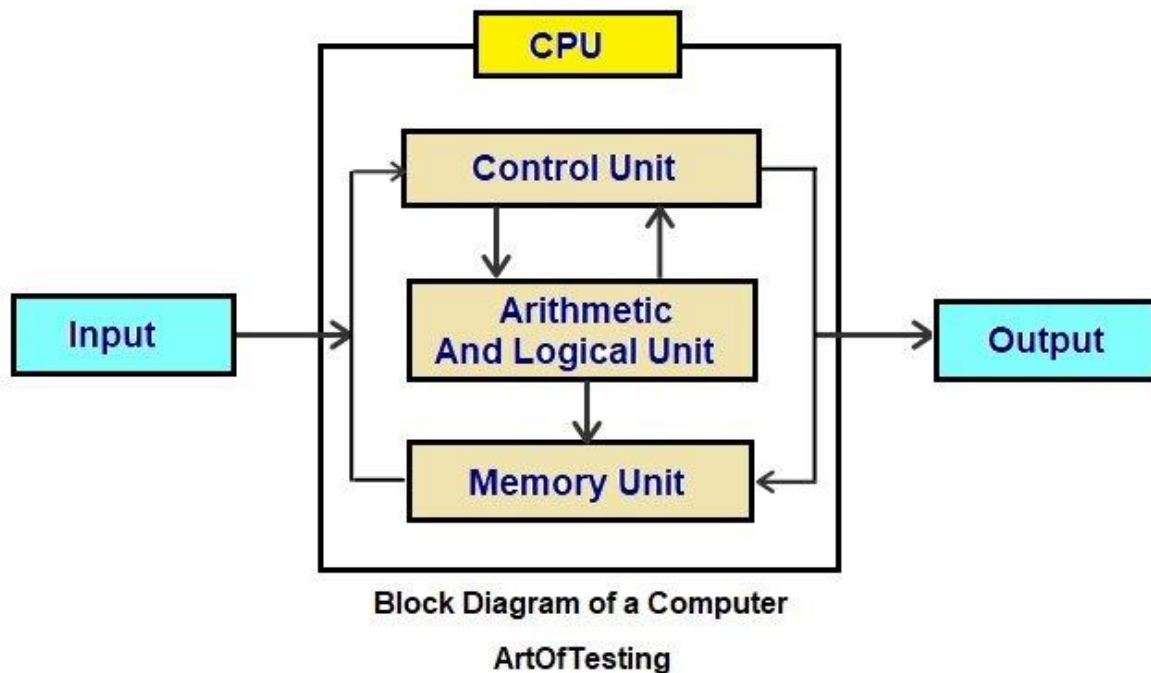 CPU
Control Unit
Input
Arithmetic
And Logical Unit
Output
Memory Unit
Block Diagram of a Computer
ArtOfTesting